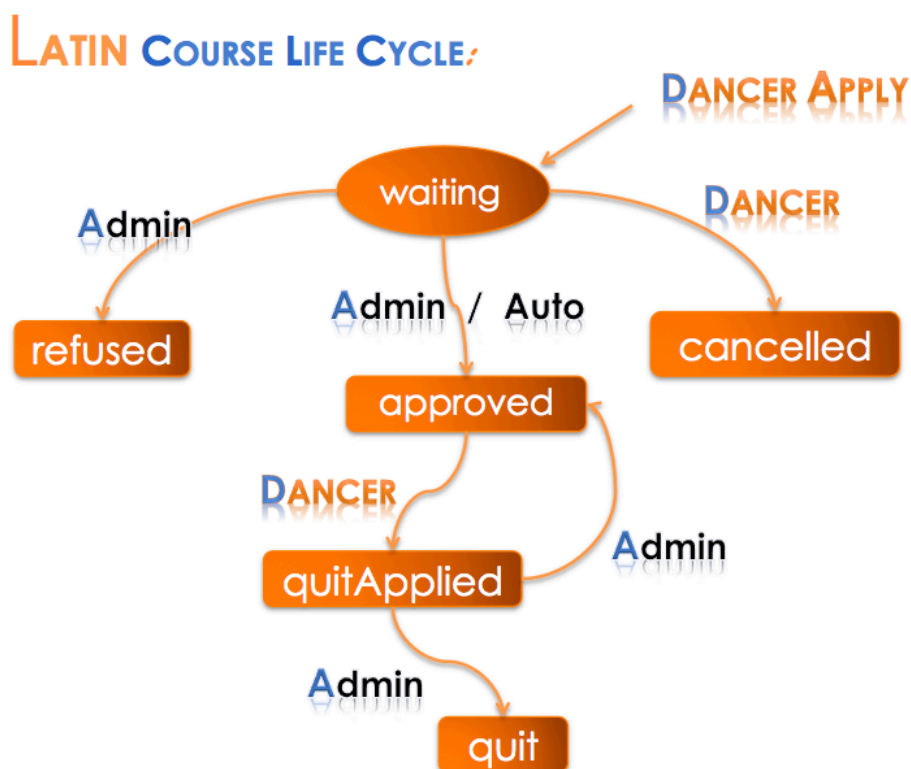 LATIN COURSE LIFE CYCLE:
DANCER APPLY
waiting
DANCER
Admin
Admin / Auto
refused
cancelled
approved
DANCER
Admin
quitApplied
Admin
quit